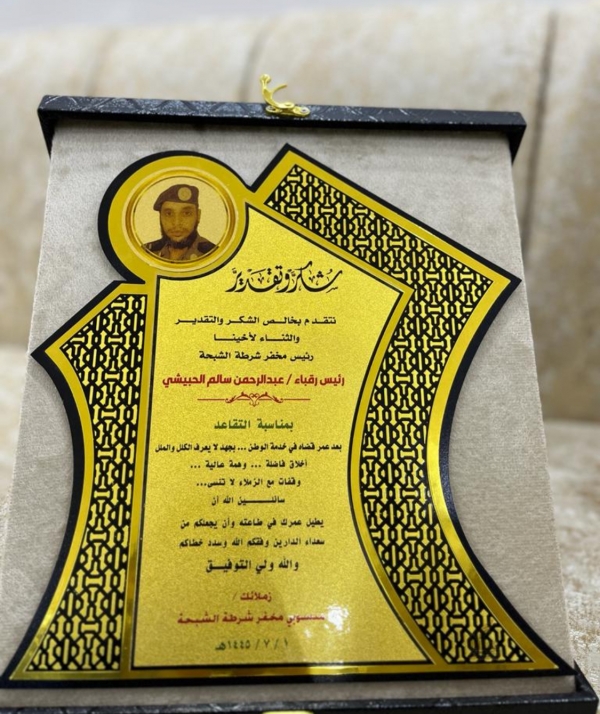 شكر وتقدير
نتقدم بخالص الشكر والتقدير
والثناء لأخينا
رئيس مخفر شرطة الشبحة
رئيس رقباء / عبدالرحمن سالم الحبيشي
بمناسبة التقاعد
بعد عمر قضاه في خدمة الوطن ... بجهد لا يعرف الكلل والملل
أخلاق فاضلة ... وهمة عالية ...
وقفات مع الزملاء لا تنسى...
سائلين الله أن
يطيل عمرك في طاعته وأن يجعلكم من
سعداء الدارين وفقكم الله وسدد خطاكم
والله ولي التوفيق
زملائك /
منسوبي مخفر شرطة الشبحة
١ / ٧ / ١٤٤٥هـ